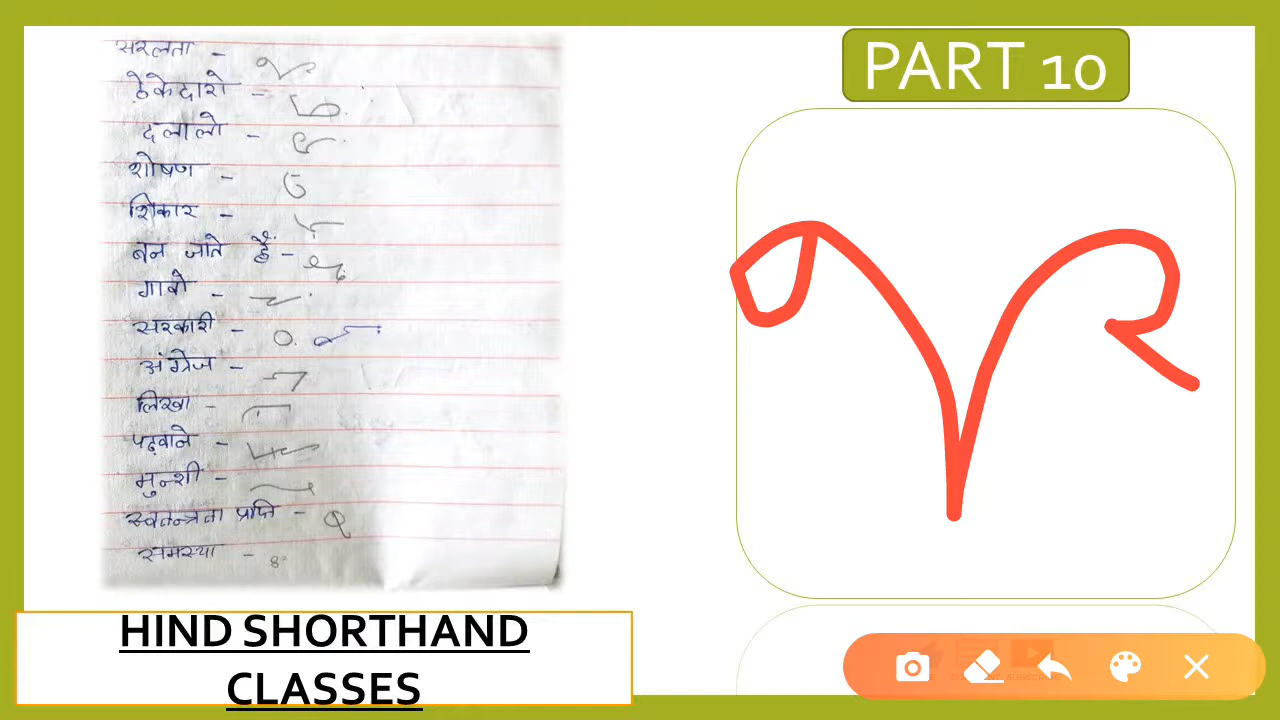 PART 10
सरलता -
ठेकेदारो -
दलालो -
शोषण -
शिकार -
बन जाते हैं -
गावो -
सरकारी -
अंग्रेज -
लिखा -
पढ़वाने -
मुन्शी -
स्वतन्त्रता प्राप्ति -
समस्या -
HIND SHORTHAND
CLASSES